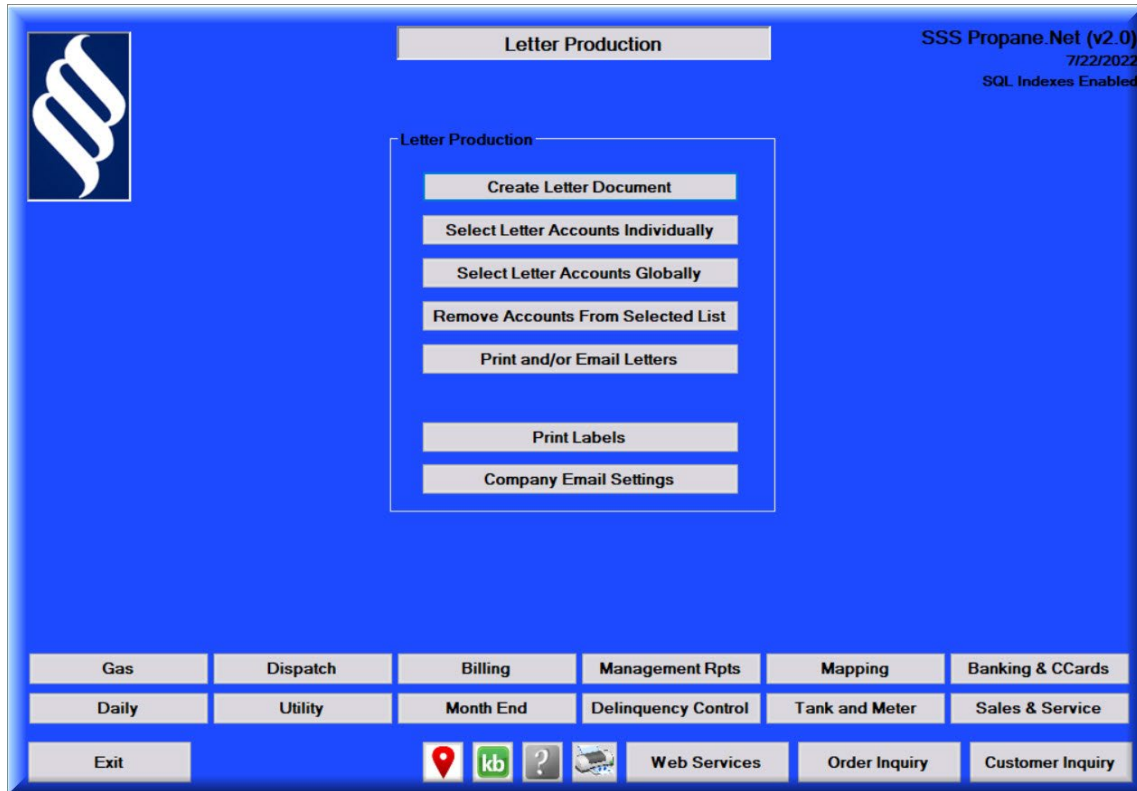 Letter Production
SSS Propane.Net (v2.0)
7/22/2022
SQL Indexes Enabled
Letter Production
Create Letter Document
Select Letter Accounts Individually
Select Letter Accounts Globally
Remove Accounts From Selected List
Print and/or Email Letters
Print Labels
Company Email Settings
Gas Dispatch Billing Management Rpts Mapping Banking & CCards
Daily Utility Month End Delinquency Control Tank and Meter Sales & Service
Exit kb ? Web Services Order Inquiry Customer Inquiry